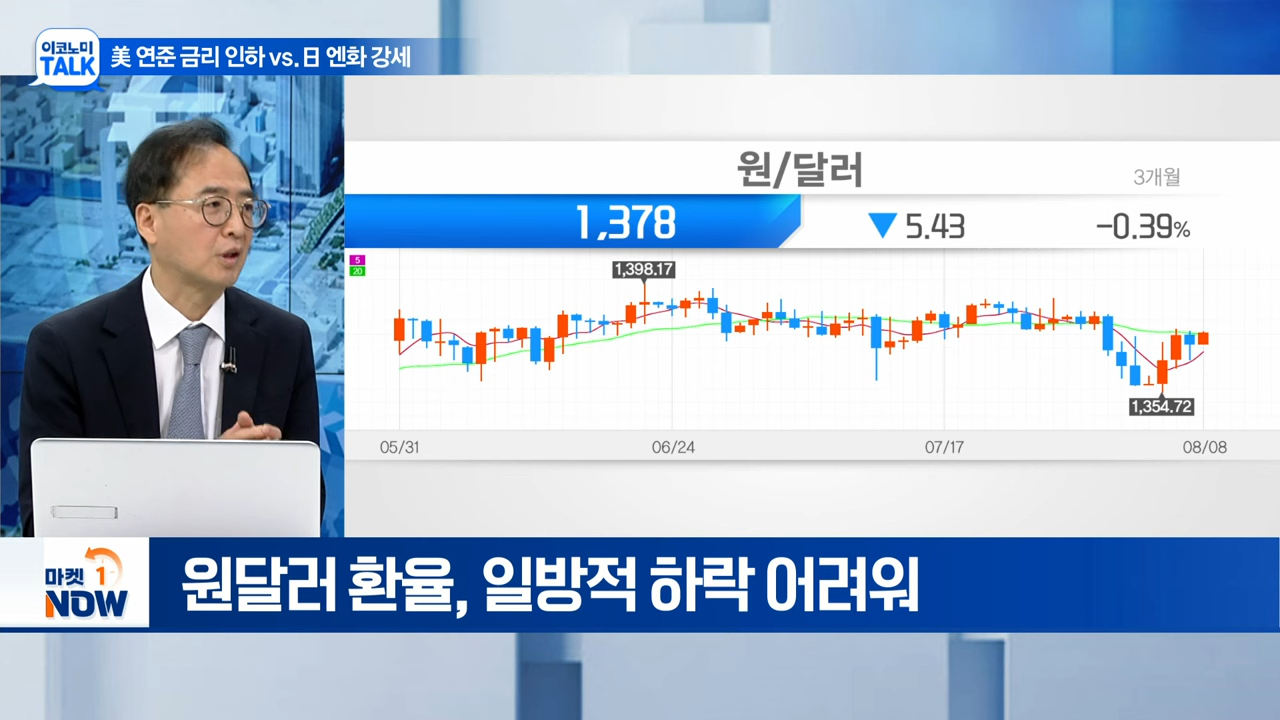 이코노미
TALK
美 연준 금리 인하 vs. 日 엔화 강세
원/달러
3개월
1,378
▼ 5.43
-0.39%
5
20
1,398.17
1,354.72
05/31
06/24
07/17
08/08
마켓 1
NOW
원달러 환율, 일방적 하락 어려워